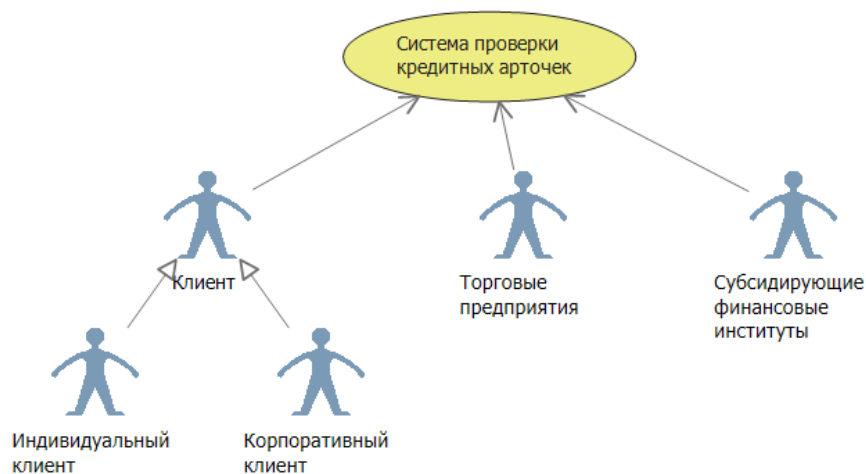 Система проверки
кредитных арточек
Клиент
Торговые
предприятия
Субсидирующие
финансовые
институты
Индивидуальный
клиент
Корпоративный
клиент